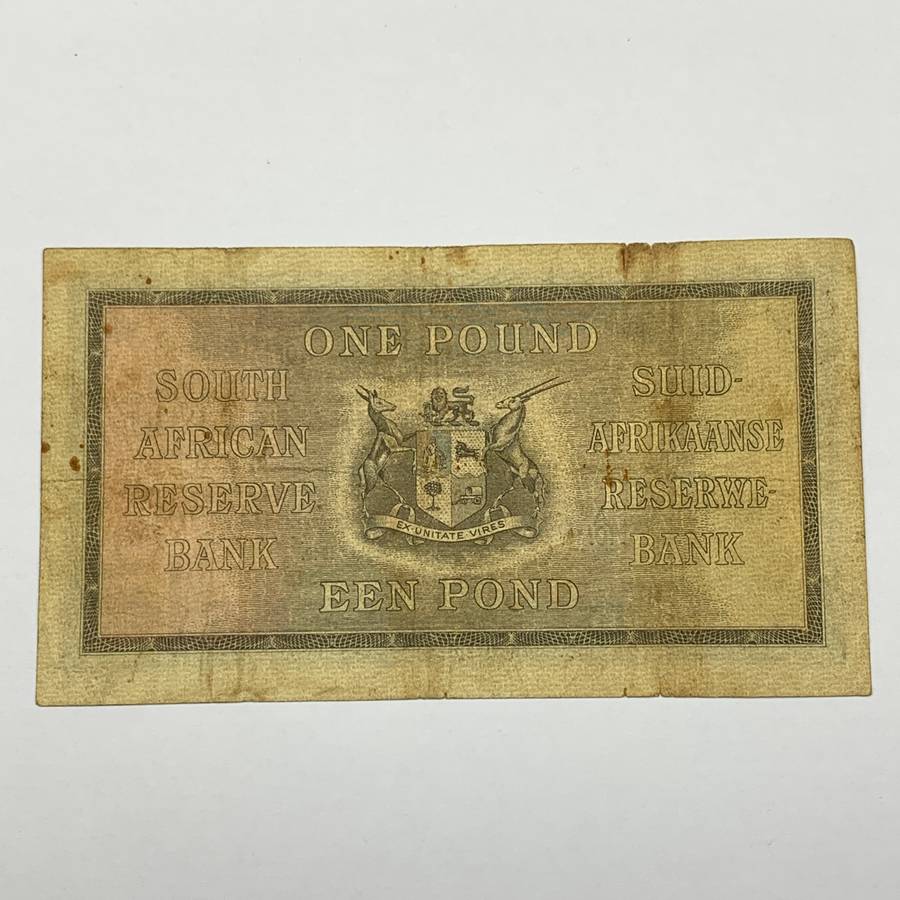 ONE POUND
SOUTH
AFRICAN
RESERVE
BANK
SUID-
AFRIKAANSE
RESERWE-
BANK
EX·UNITATE VIRES
EEN POND